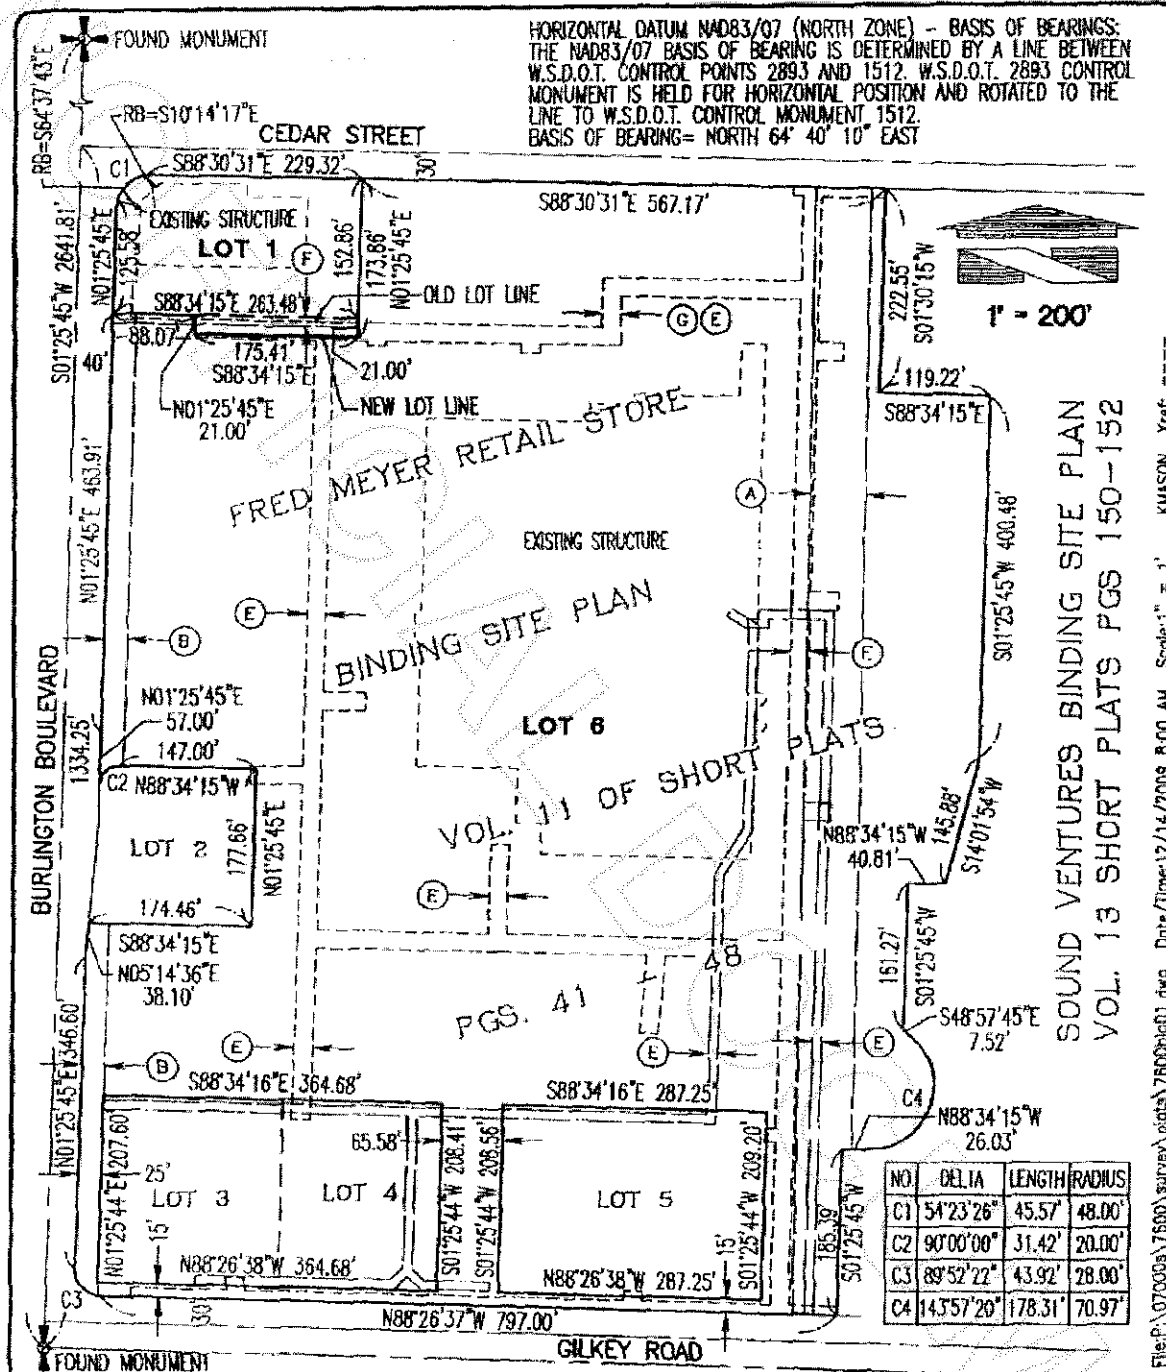 HORIZONTAL DATUM NAD83/07 (NORTH ZONE) - BASIS OF BEARINGS:
THE NAD83/07 BASIS OF BEARING IS DETERMINED BY A LINE BETWEEN
W.S.D.O.T. CONTROL POINTS 2893 AND 1512. W.S.D.O.T. 2893 CONTROL
MONUMENT IS HELD FOR HORIZONTAL POSITION AND ROTATED TO THE
LINE TO W.S.D.O.T. CONTROL MONUMENT 1512.
BASIS OF BEARING= NORTH 64° 40' 10" EAST
FOUND MONUMENT
RB=S64°37'43"E
RB=S10°14'17"E
CEDAR STREET
C1
S88°30'31"E 229.32'
30'
S88°30'31"E 567.17'
EXISTING STRUCTURE
LOT 1
F
N01°25'45"E
125.58'
152.86'
173.86'
N01°25'45"E
S01°25'45"W 2641.81'
S88°34'15"E 263.48'
OLD LOT LINE
G E
222.55'
S01°30'15"W
1" = 200'
40'
88.07'
175.41'
S88°34'15"E
21.00'
N01°25'45"E
21.00'
NEW LOT LINE
119.22'
S88°34'15"E
FRED MEYER RETAIL STORE
BINDING SITE PLAN
VOL. 11 OF SHORT PLATS
PGS. 41
48
A
EXISTING STRUCTURE
N01°25'45"E 463.91'
S01°25'45"W 400.48'
E
B
E
LOT 6
BURLINGTON BOULEVARD
1334.25'
N01°25'45"E
57.00'
147.00'
C2 N88°34'15"W
LOT 2
177.66'
N01°25'45"E
174.46'
S88°34'15"E
N05°14'36"E
38.10'
E
N88°34'15"W
40.81'
145.88'
S14°01'54"W
161.27'
S01°25'45"W
S48°57'45"E
7.52'
SOUND VENTURES BINDING SITE PLAN
VOL. 13 SHORT PLATS PGS 150-152
N01°25'45"E 346.60'
B
E
E
E
S88°34'16"E 364.68'
S88°34'16"E 287.25'
C4
N88°34'15"W
26.03'
N01°25'44"E 207.60'
25'
LOT 3
LOT 4
65.58'
S01°25'44"W 208.41'
S01°25'44"W 208.56'
LOT 5
S01°25'44"W 209.20'
185.39'
S01°25'45"W
15'
N88°26'38"W 364.68'
N88°26'38"W 287.25'
15'
C3
30'
N88°26'37"W 797.00'
GILKEY ROAD
FOUND MONUMENT
NO. DELTA LENGTH RADIUS
C1 54°23'26" 45.57' 48.00'
C2 90°00'00" 31.42' 20.00'
C3 89°52'22" 43.92' 28.00'
C4 143°57'20" 178.31' 70.97'
Date/Time:12/14/2009 8:00 AM Scale:1" = 1' KMASON Xref